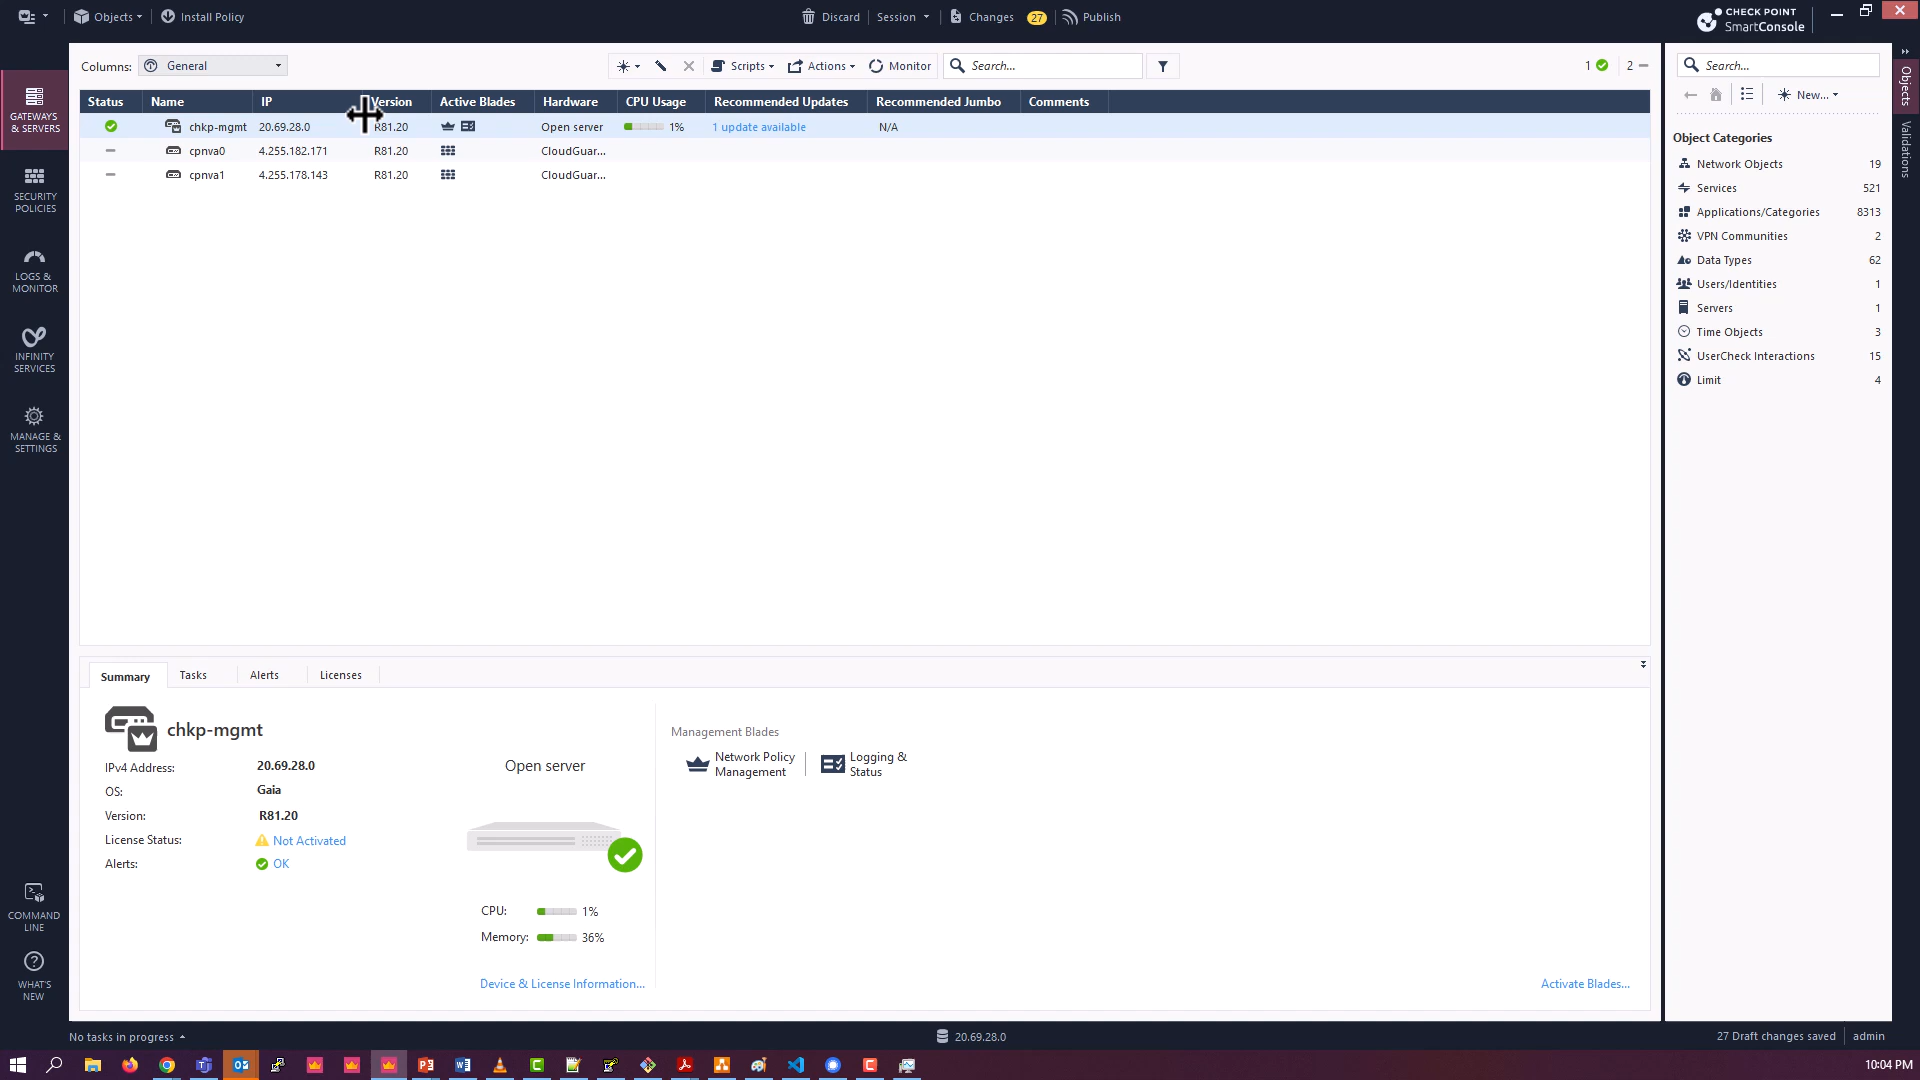 Objects
Install Policy
Discard
Session
Changes
27
Publish
CHECK POINT
SmartConsole
Columns:
General
Scripts
Actions
Monitor
Search...
1
2
Search...
New...
Objects
Validations
GATEWAYS
& SERVERS
SECURITY
POLICIES
LOGS &
MONITOR
INFINITY
SERVICES
MANAGE &
SETTINGS
COMMAND
LINE
WHAT'S
NEW
Status Name IP Version Active Blades Hardware CPU Usage Recommended Updates Recommended Jumbo Comments
chkp-mgmt 20.69.28.0 R81.20 Open server 1% 1 update available N/A
cpnva0 4.255.182.171 R81.20 CloudGuar...
cpnva1 4.255.178.143 R81.20 CloudGuar...
Object Categories
Network Objects 19
Services 521
Applications/Categories 8313
VPN Communities 2
Data Types 62
Users/Identities 1
Servers 1
Time Objects 3
UserCheck Interactions 15
Limit 4
Summary Tasks Alerts Licenses
chkp-mgmt
IPv4 Address: 20.69.28.0
OS: Gaia
Version: R81.20
License Status: Not Activated
Alerts: OK
Open server
CPU: 1%
Memory: 36%
Device & License Information...
Management Blades
Network Policy
Management
Logging &
Status
Activate Blades...
No tasks in progress
20.69.28.0
27 Draft changes saved
admin
10:04 PM